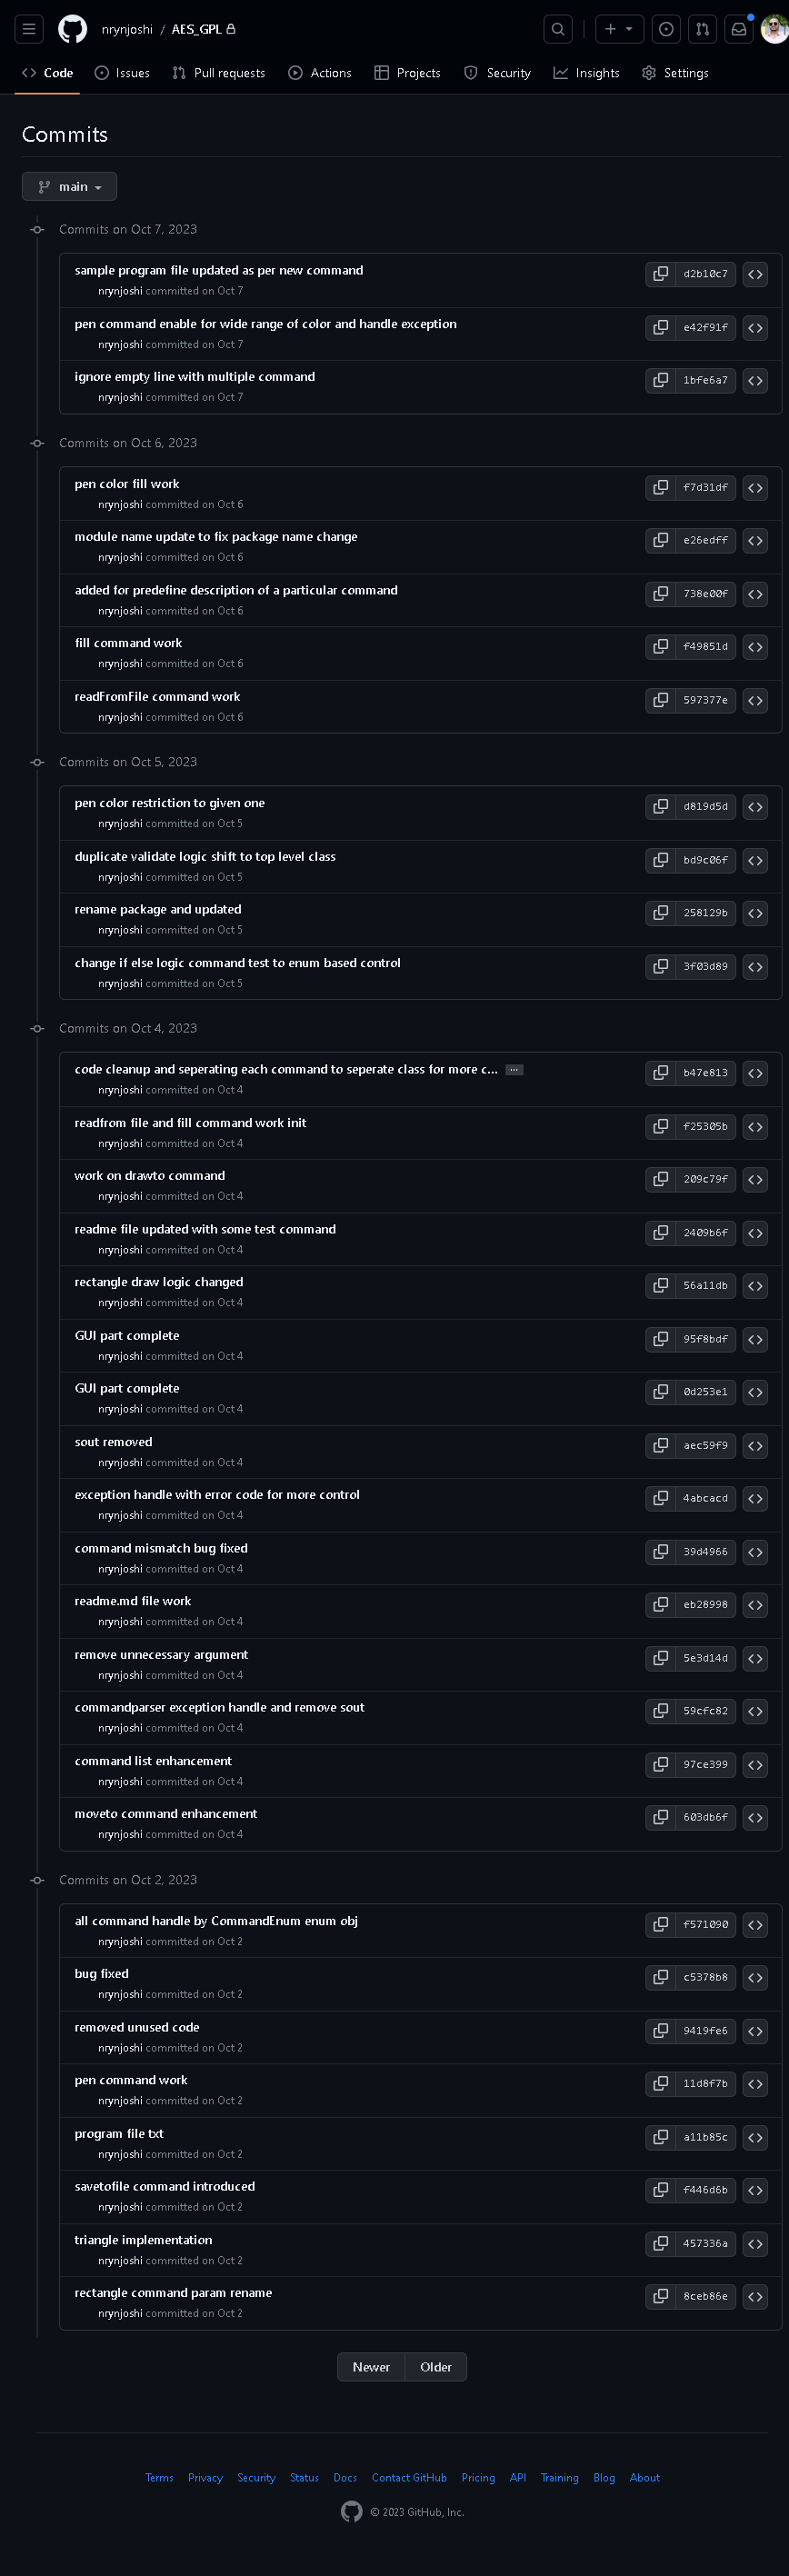 nrynjoshi / AES_GPL
Code Issues Pull requests Actions Projects Security Insights Settings
Commits
main
Commits on Oct 7, 2023
sample program file updated as per new command d2b10c7
nrynjoshi committed on Oct 7
pen command enable for wide range of color and handle exception e42f91f
nrynjoshi committed on Oct 7
ignore empty line with multiple command 1bfe6a7
nrynjoshi committed on Oct 7
Commits on Oct 6, 2023
pen color fill work f7d31df
nrynjoshi committed on Oct 6
module name update to fix package name change e26edff
nrynjoshi committed on Oct 6
added for predefine description of a particular command 738e00f
nrynjoshi committed on Oct 6
fill command work f49851d
nrynjoshi committed on Oct 6
readFromFile command work 597377e
nrynjoshi committed on Oct 6
Commits on Oct 5, 2023
pen color restriction to given one d819d5d
nrynjoshi committed on Oct 5
duplicate validate logic shift to top level class bd9c06f
nrynjoshi committed on Oct 5
rename package and updated 258129b
nrynjoshi committed on Oct 5
change if else logic command test to enum based control 3f03d89
nrynjoshi committed on Oct 5
Commits on Oct 4, 2023
code cleanup and seperating each command to seperate class for more c... … b47e813
nrynjoshi committed on Oct 4
readfrom file and fill command work init f25305b
nrynjoshi committed on Oct 4
work on drawto command 209c79f
nrynjoshi committed on Oct 4
readme file updated with some test command 2409b6f
nrynjoshi committed on Oct 4
rectangle draw logic changed 56a11db
nrynjoshi committed on Oct 4
GUI part complete 95f8bdf
nrynjoshi committed on Oct 4
GUI part complete 0d253e1
nrynjoshi committed on Oct 4
sout removed aec59f9
nrynjoshi committed on Oct 4
exception handle with error code for more control 4abcacd
nrynjoshi committed on Oct 4
command mismatch bug fixed 39d4966
nrynjoshi committed on Oct 4
readme.md file work eb28998
nrynjoshi committed on Oct 4
remove unnecessary argument 5e3d14d
nrynjoshi committed on Oct 4
commandparser exception handle and remove sout 59cfc82
nrynjoshi committed on Oct 4
command list enhancement 97ce399
nrynjoshi committed on Oct 4
moveto command enhancement 603db6f
nrynjoshi committed on Oct 4
Commits on Oct 2, 2023
all command handle by CommandEnum enum obj f571090
nrynjoshi committed on Oct 2
bug fixed c5378b8
nrynjoshi committed on Oct 2
removed unused code 9419fe6
nrynjoshi committed on Oct 2
pen command work 11d8f7b
nrynjoshi committed on Oct 2
program file txt a11b85c
nrynjoshi committed on Oct 2
savetofile command introduced f446d6b
nrynjoshi committed on Oct 2
triangle implementation 457336a
nrynjoshi committed on Oct 2
rectangle command param rename 8ceb86e
nrynjoshi committed on Oct 2
Newer Older
Terms Privacy Security Status Docs Contact GitHub Pricing API Training Blog About
© 2023 GitHub, Inc.